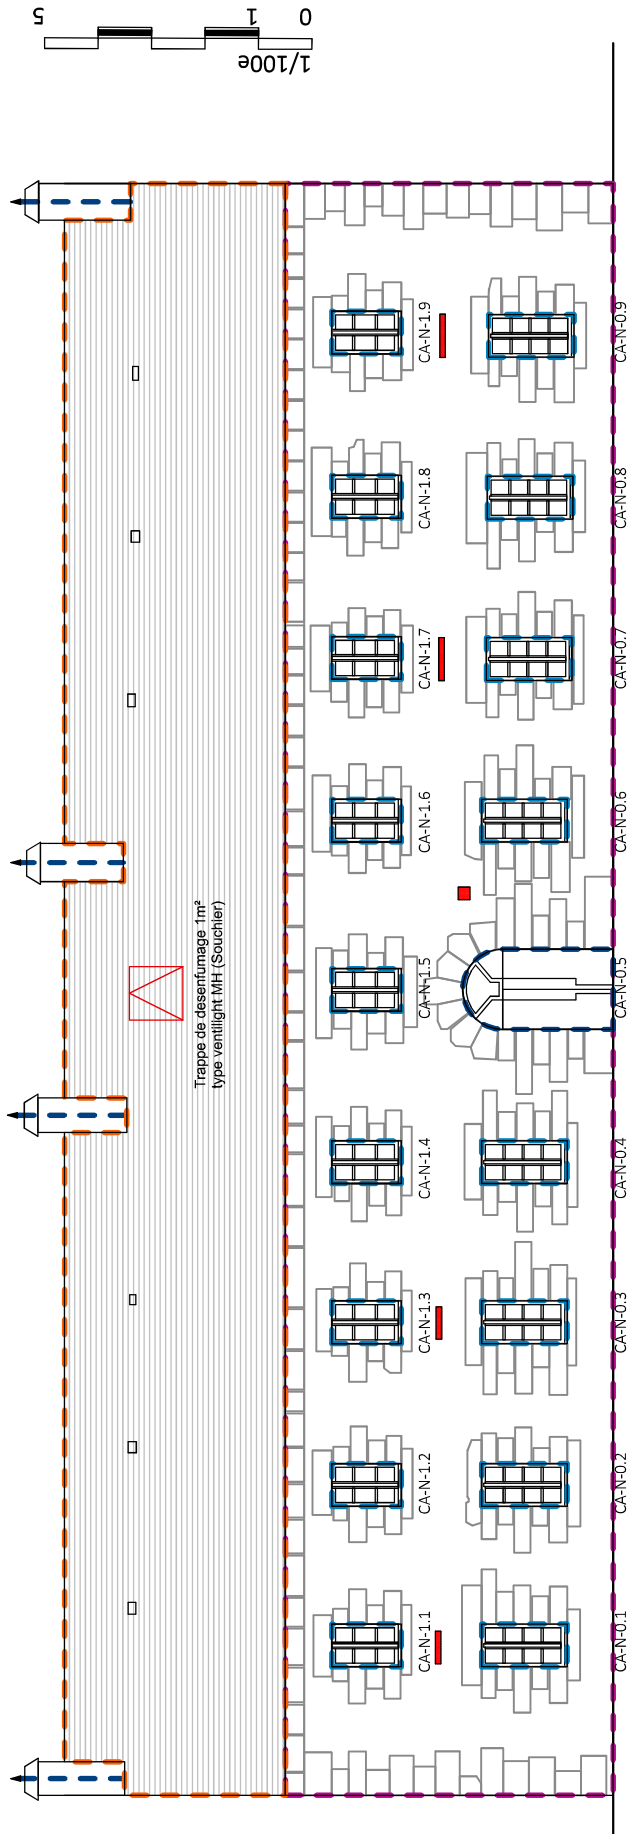 1/100e
0 1 5
Trappe de desenfumage 1m²
type ventilight MH (Souchier)
CA-N-1.1
CA-N-1.2
CA-N-1.3
CA-N-1.4
CA-N-1.5
CA-N-1.6
CA-N-1.7
CA-N-1.8
CA-N-1.9
CA-N-0.1
CA-N-0.2
CA-N-0.3
CA-N-0.4
CA-N-0.5
CA-N-0.6
CA-N-0.7
CA-N-0.8
CA-N-0.9